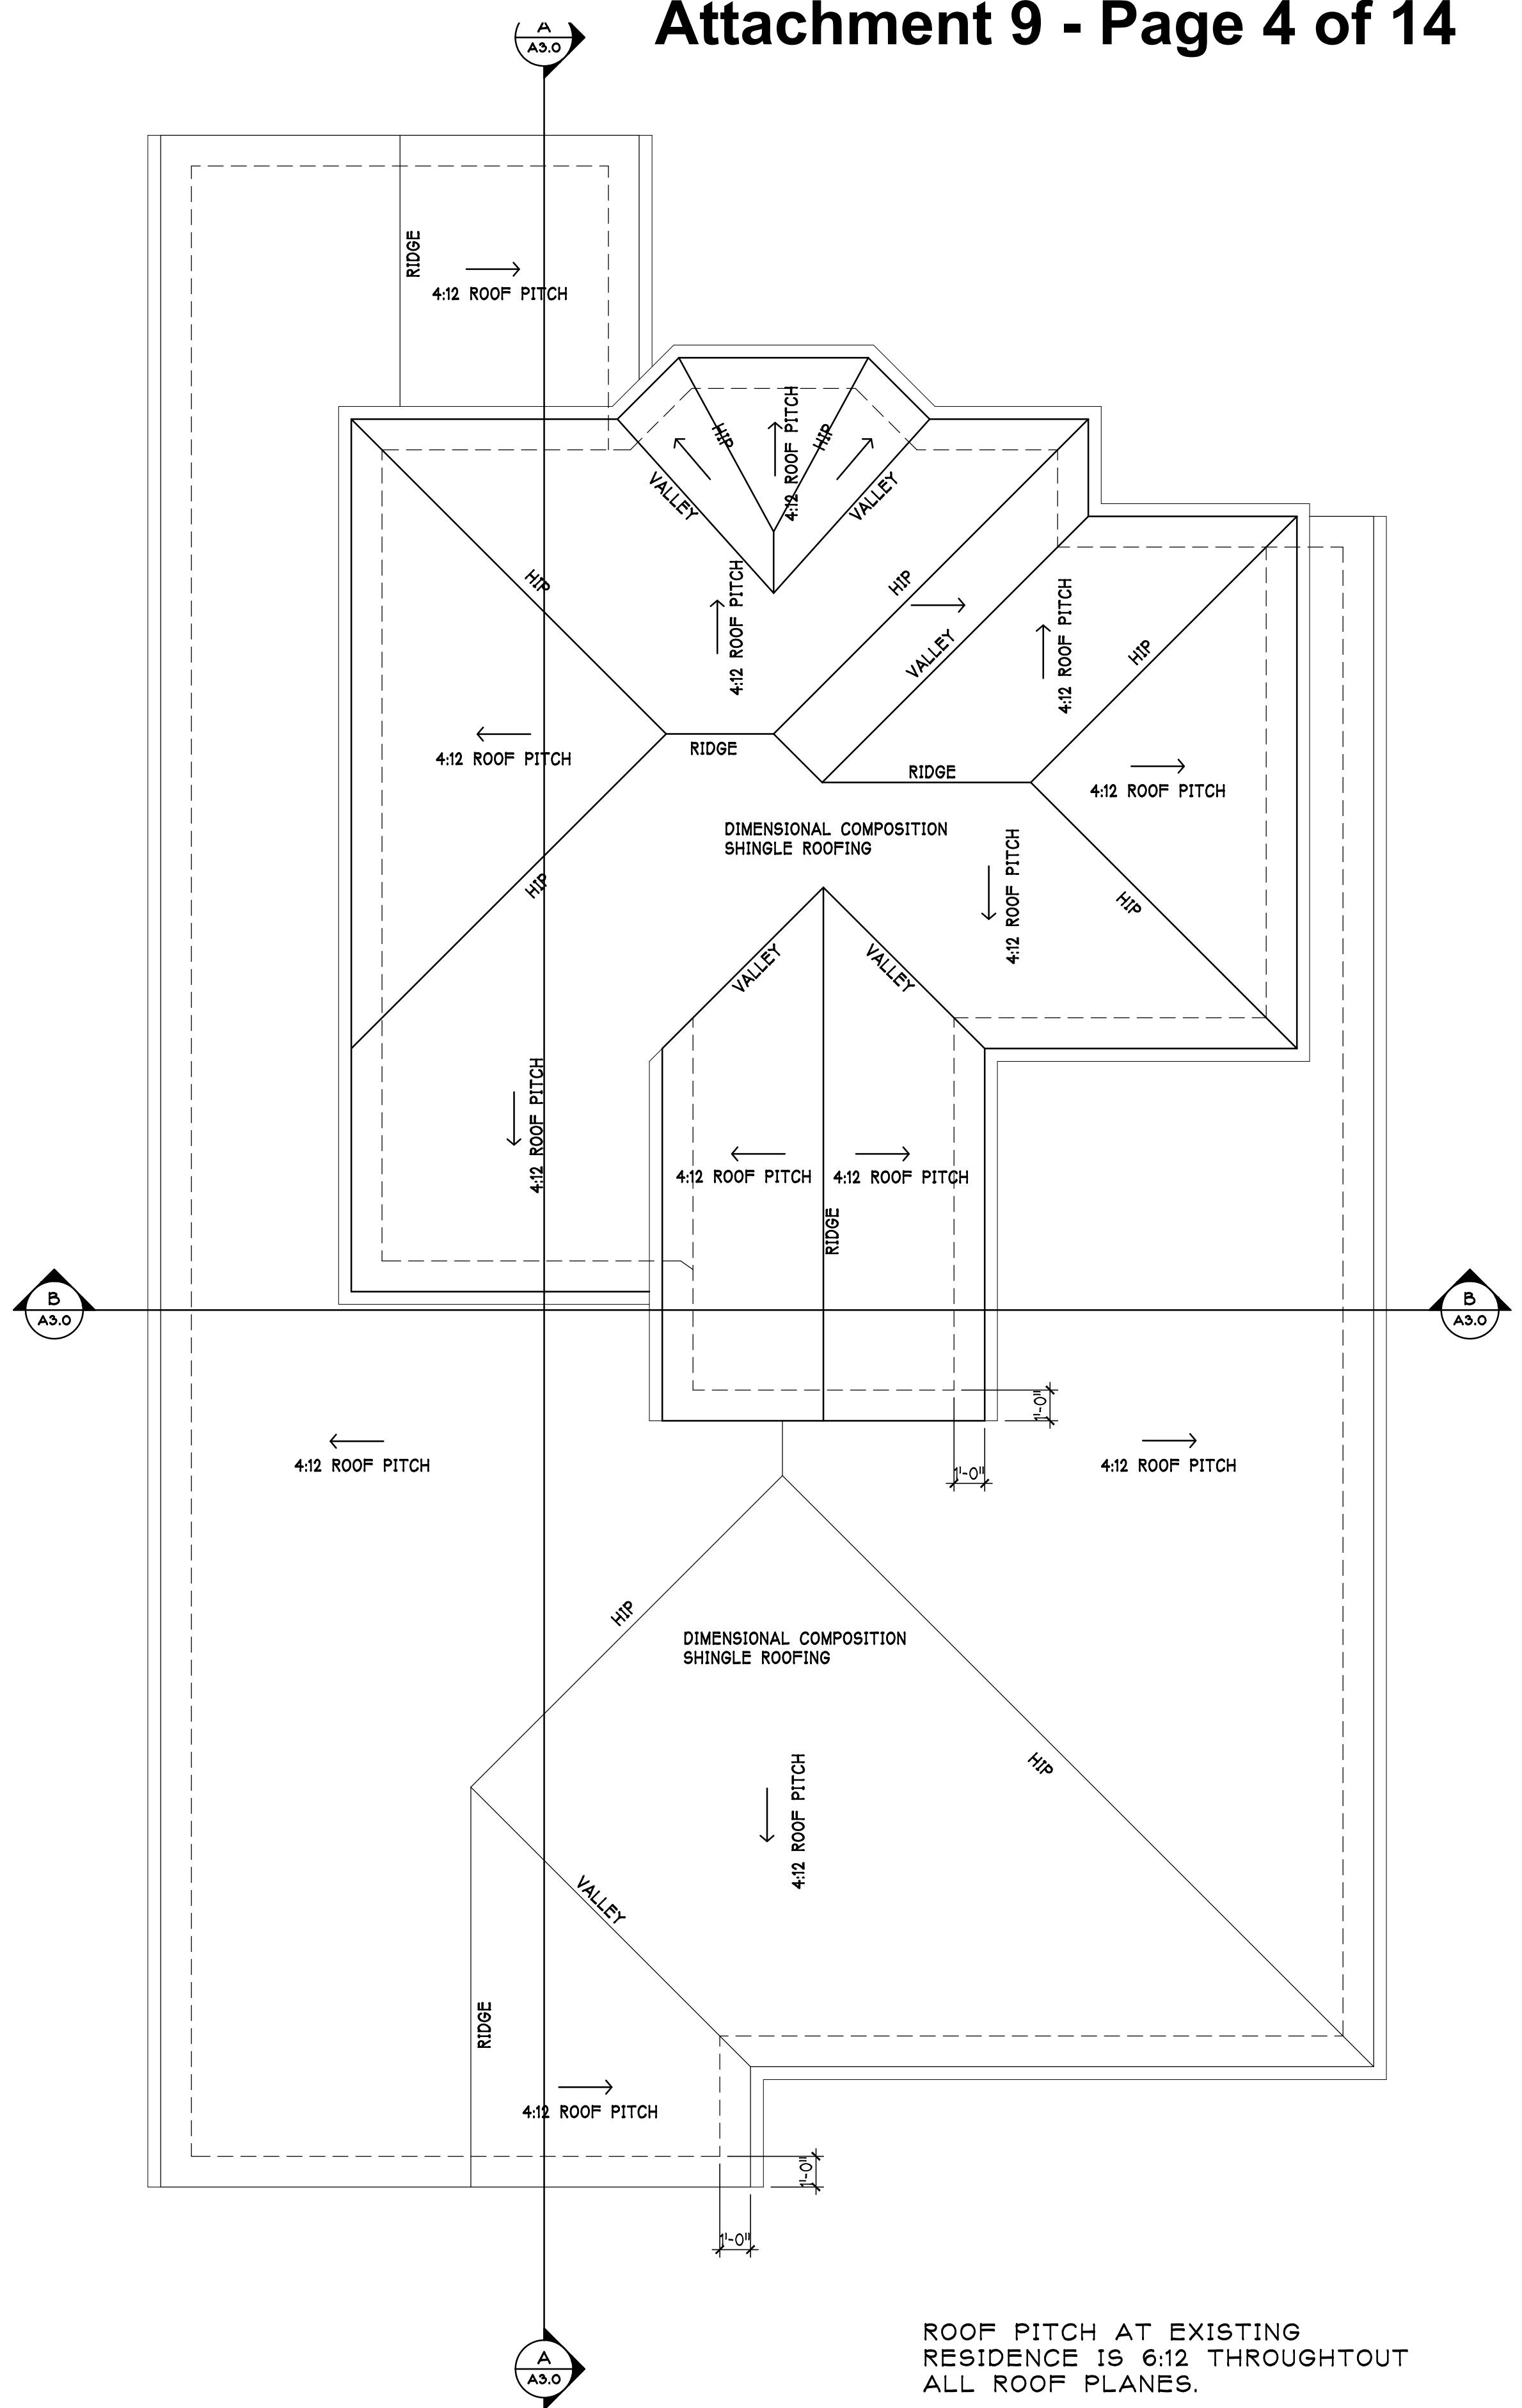 Attachment 9 - Page 4 of 14
A
A3.0
RIDGE
4:12 ROOF PITCH
HIP
HIP
4:12 ROOF PITCH
VALLEY
VALLEY
HIP
HIP
4:12 ROOF PITCH
VALLEY
4:12 ROOF PITCH
HIP
4:12 ROOF PITCH
RIDGE
RIDGE
4:12 ROOF PITCH
DIMENSIONAL COMPOSITION
SHINGLE ROOFING
4:12 ROOF PITCH
HIP
HIP
VALLEY
VALLEY
4:12 ROOF PITCH
4:12 ROOF PITCH
4:12 ROOF PITCH
RIDGE
B
A3.0
B
A3.0
1'-0"
4:12 ROOF PITCH
4:12 ROOF PITCH
1'-0"
HIP
DIMENSIONAL COMPOSITION
SHINGLE ROOFING
HIP
4:12 ROOF PITCH
VALLEY
RIDGE
4:12 ROOF PITCH
1'-0"
1'-0"
A
A3.0
ROOF PITCH AT EXISTING
RESIDENCE IS 6:12 THROUGHTOUT
ALL ROOF PLANES.